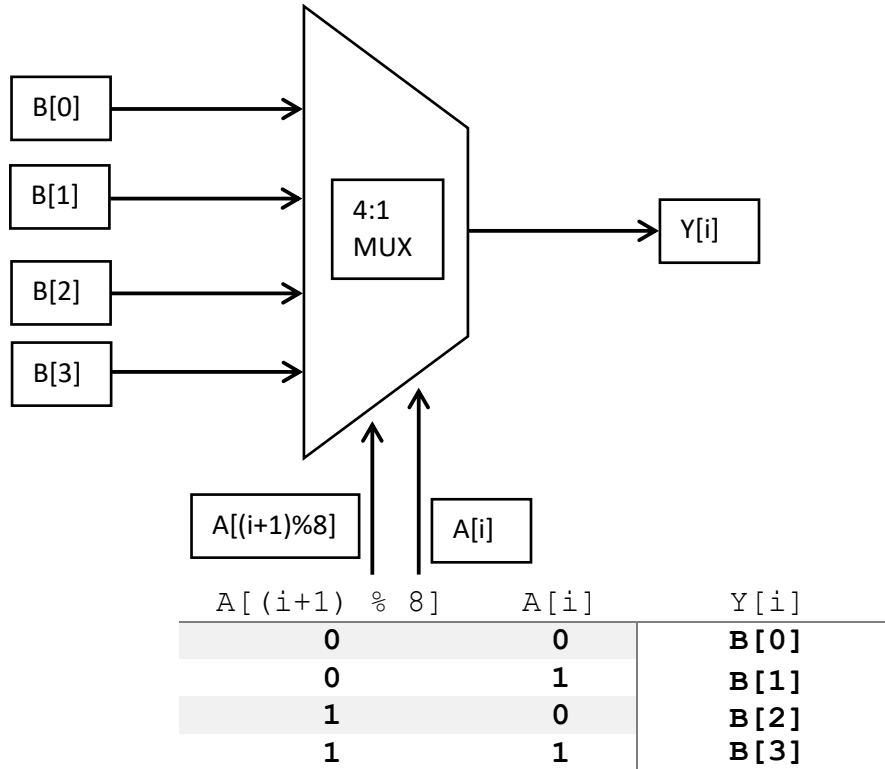 B[0]
B[1]
B[2]
B[3]
4:1
MUX
Y[i]
A[(i+1)%8]
A[i]
A[(i+1) % 8] A[i] Y[i]
0 0 B[0]
0 1 B[1]
1 0 B[2]
1 1 B[3]